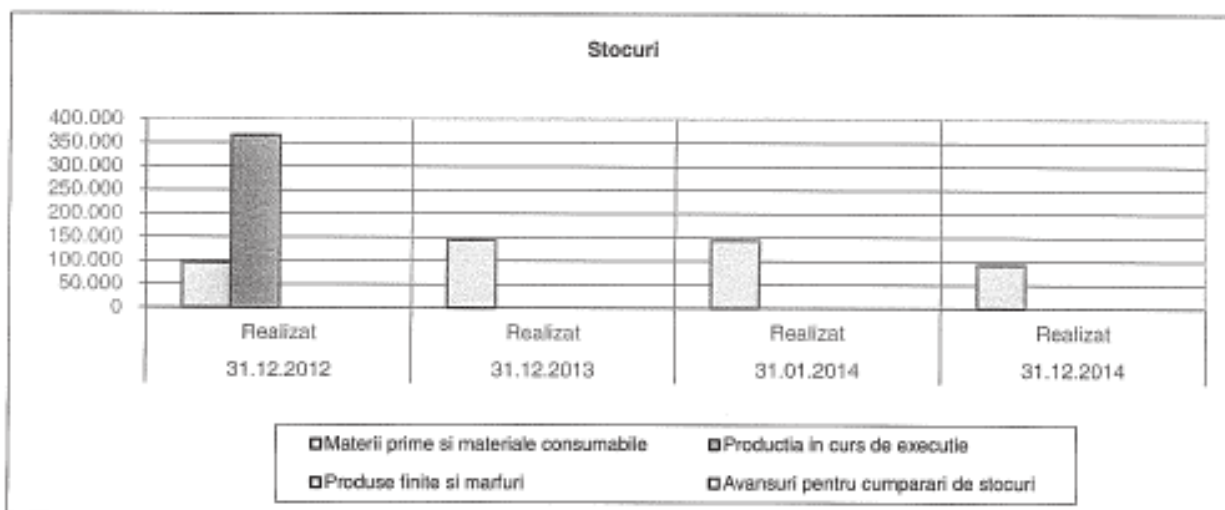 Stocuri
400.000
350.000
300.000
250.000
200.000
150.000
100.000
50.000
0
Realizat Realizat Realizat Realizat
31.12.2012 31.12.2013 31.01.2014 31.12.2014
Materii prime si materiale consumabile Productia in curs de executie
Produse finite si marfuri Avansuri pentru cumparari de stocuri